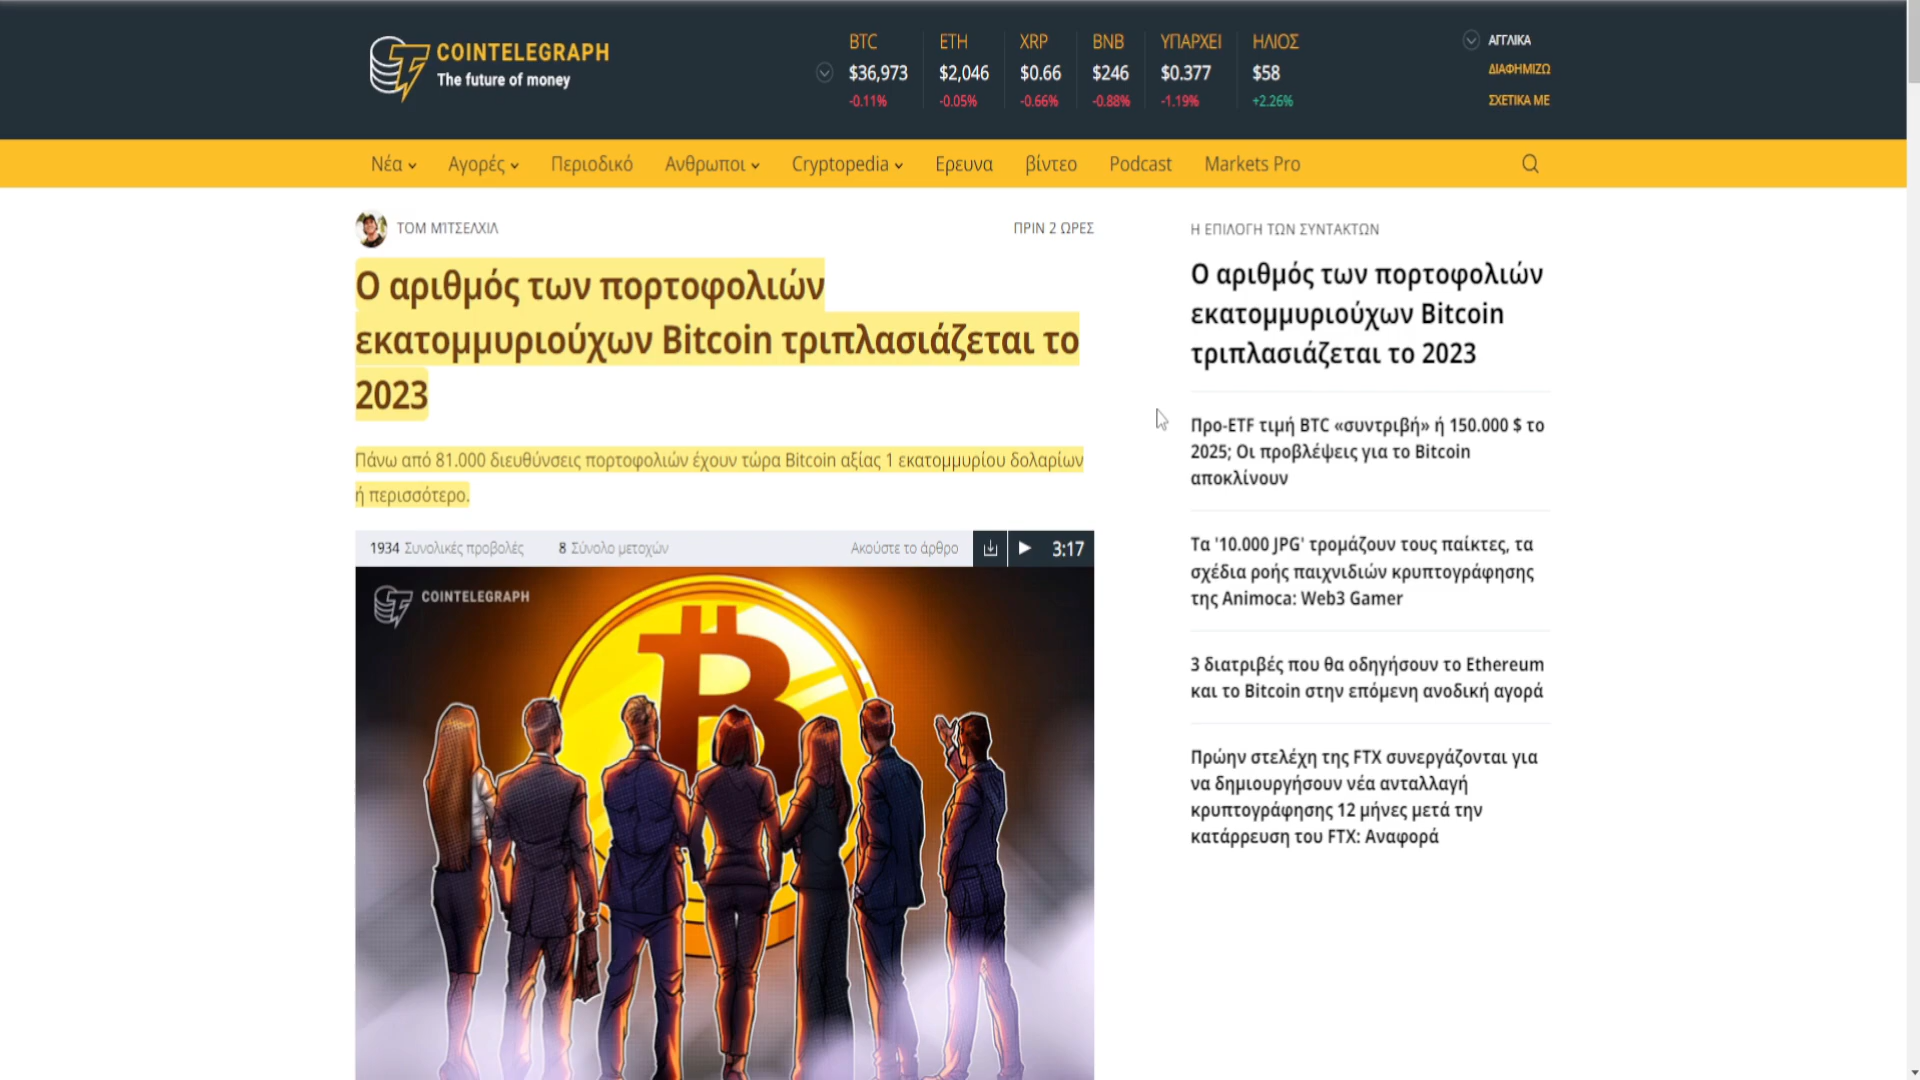 COINTELEGRAPH
The future of money
BTC
$36,973
-0.11%
ETH
$2,046
-0.05%
XRP
$0.66
-0.66%
BNB
$246
-0.88%
ΥΠΑΡΧΕΙ
$0.377
-1.19%
ΗΛΙΟΣ
$58
+2.26%
ΑΓΓΛΙΚΑ
ΔΙΑΦΗΜΙΖΩ
ΣΧΕΤΙΚΑ ΜΕ
Νέα
Αγορές
Περιοδικό
Ανθρωποι
Cryptopedia
Ερευνα
βίντεο
Podcast
Markets Pro
ΤΟΜ ΜΙΤΣΕΛΧΙΛ
ΠΡΙΝ 2 ΩΡΕΣ
Ο αριθμός των πορτοφολιών
εκατομμυριούχων Bitcoin τριπλασιάζεται το
2023
Πάνω από 81.000 διευθύνσεις πορτοφολιών έχουν τώρα Bitcoin αξίας 1 εκατομμυρίου δολαρίων
ή περισσότερο.
1934 Συνολικές προβολές
8 Σύνολο μετοχών
Ακούστε το άρθρο
3:17
COINTELEGRAPH
Η ΕΠΙΛΟΓΗ ΤΩΝ ΣΥΝΤΑΚΤΩΝ
Ο αριθμός των πορτοφολιών
εκατομμυριούχων Bitcoin
τριπλασιάζεται το 2023
Προ-ETF τιμή BTC «συντριβή» ή 150.000 $ το
2025; Οι προβλέψεις για το Bitcoin
αποκλίνουν
Τα '10.000 JPG' τρομάζουν τους παίκτες, τα
σχέδια ροής παιχνιδιών κρυπτογράφησης
της Animoca: Web3 Gamer
3 διατριβές που θα οδηγήσουν το Ethereum
και το Bitcoin στην επόμενη ανοδική αγορά
Πρώην στελέχη της FTX συνεργάζονται για
να δημιουργήσουν νέα ανταλλαγή
κρυπτογράφησης 12 μήνες μετά την
κατάρρευση του FTX: Αναφορά